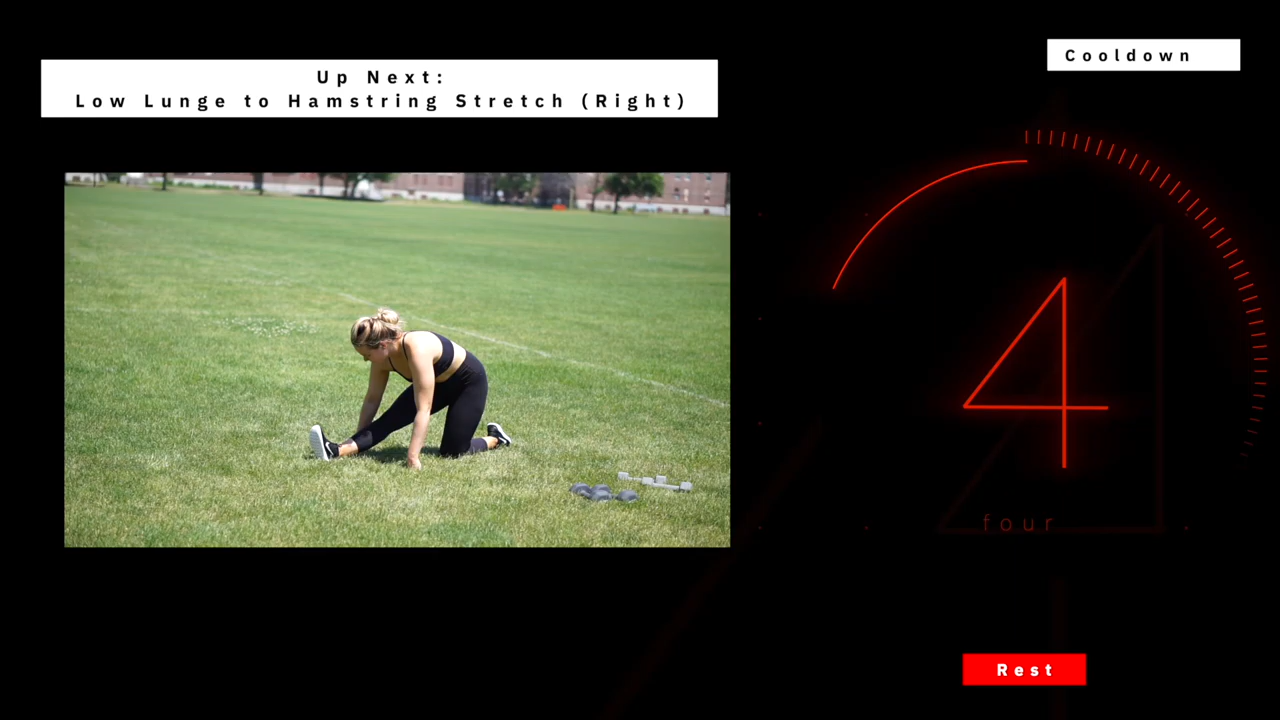 Cooldown
Up Next:
Low Lunge to Hamstring Stretch (Right)
4
four
Rest